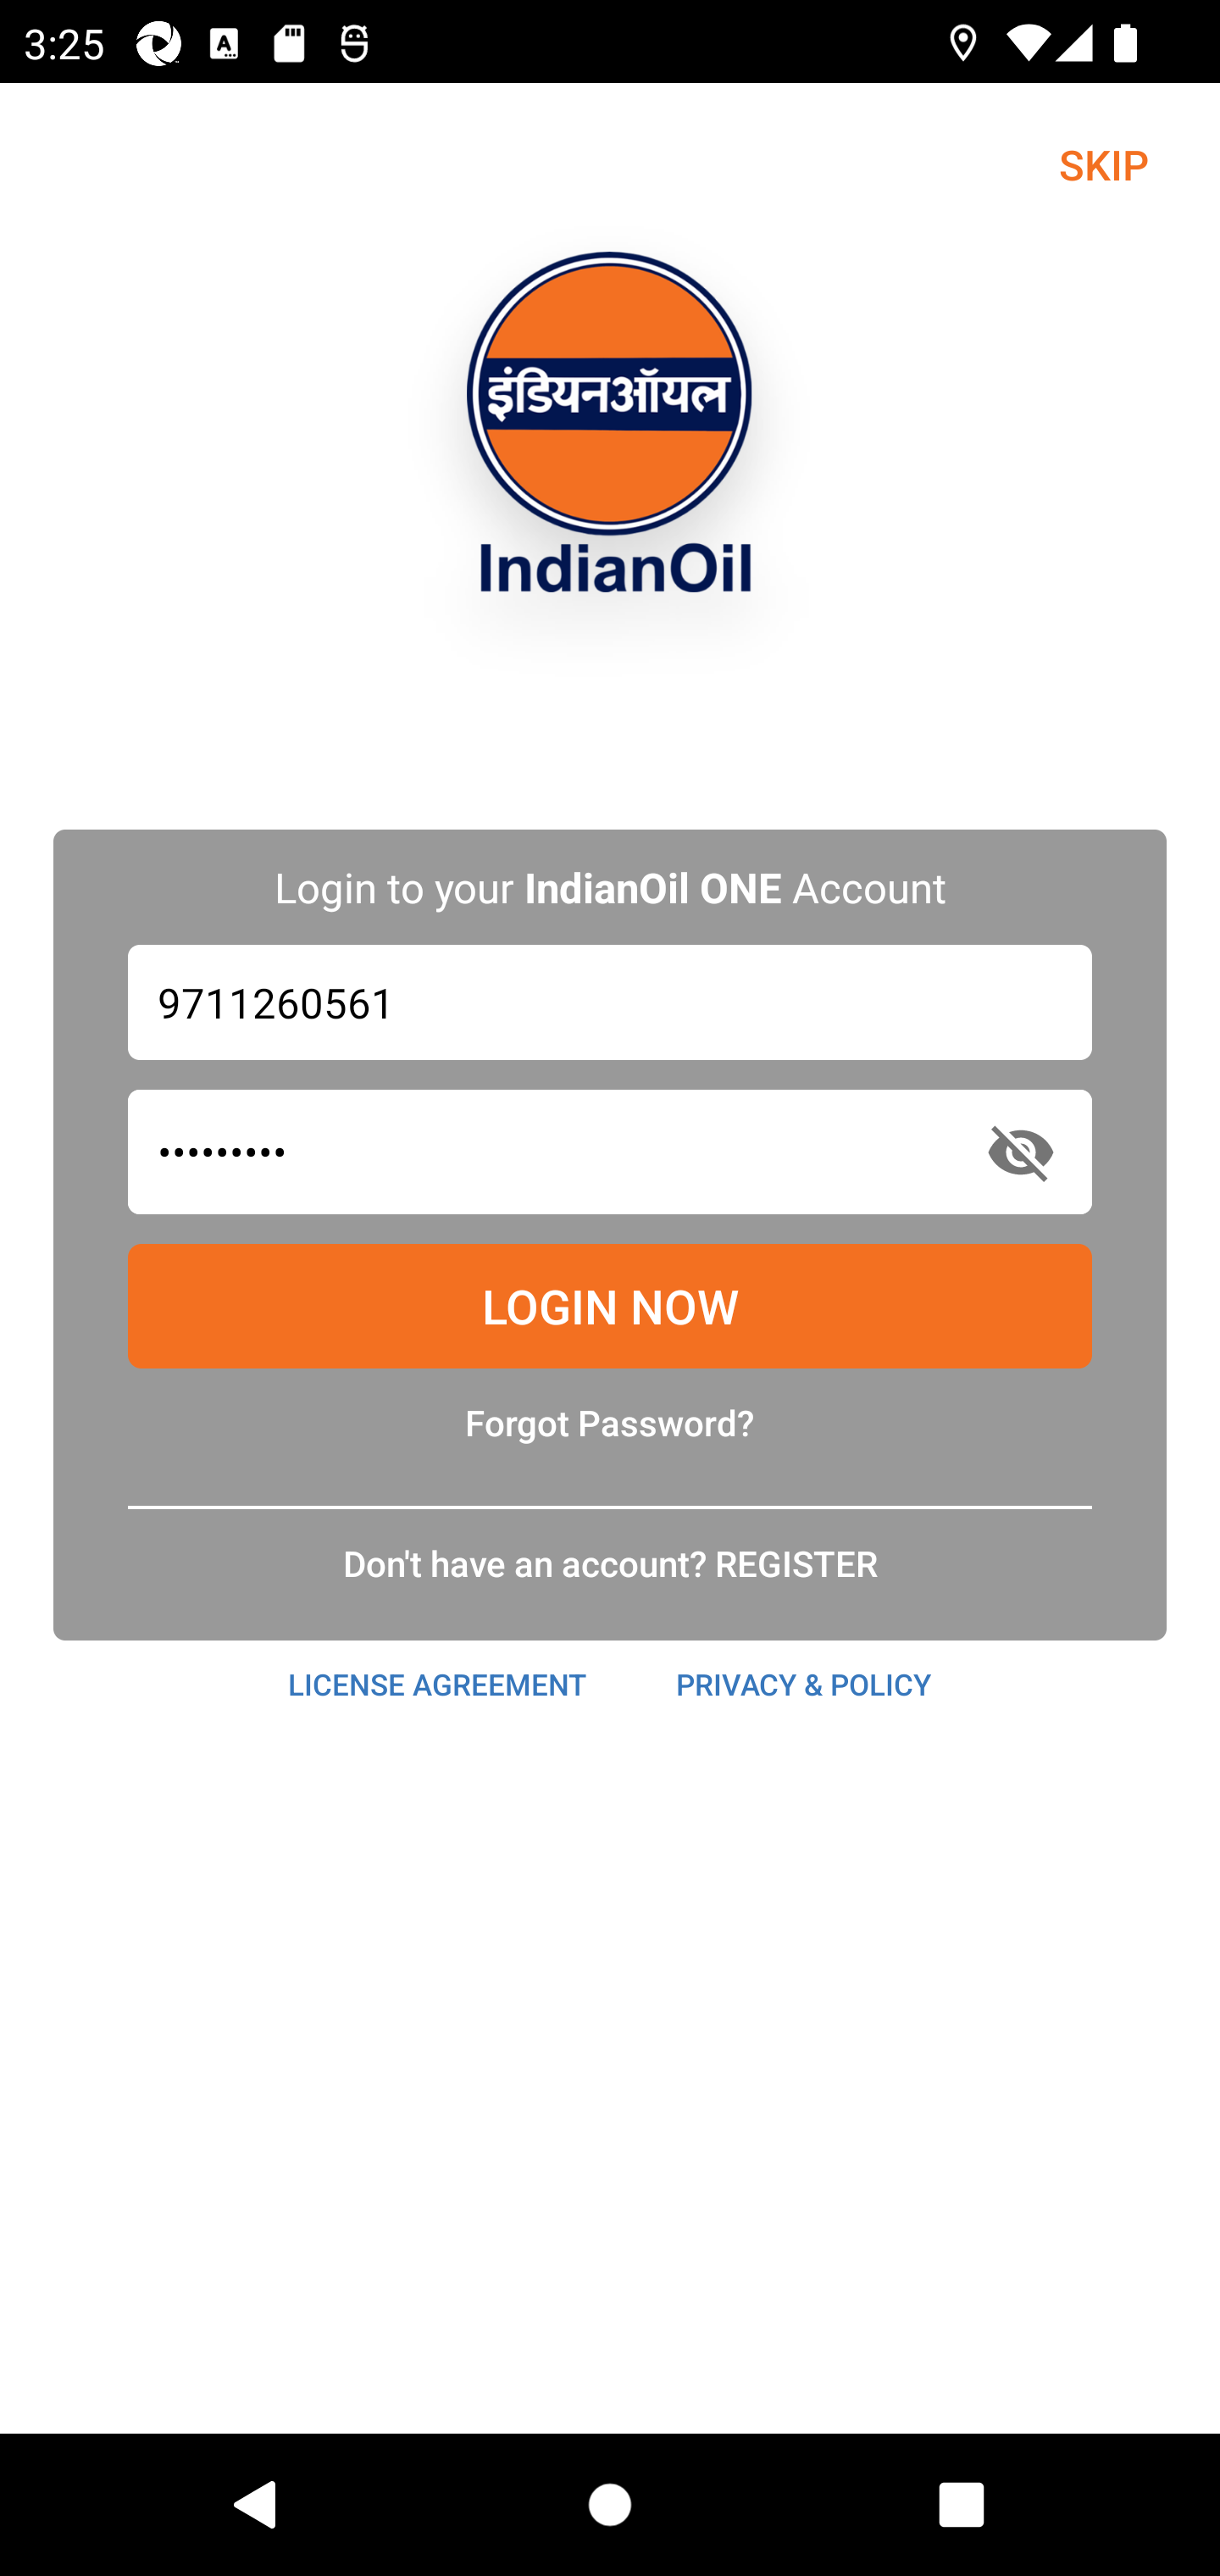 3:25
SKIP
इंडियनऑयल
IndianOil
Login to your IndianOil ONE Account
9711260561
•••••••••
LOGIN NOW
Forgot Password?
Don't have an account? REGISTER
LICENSE AGREEMENT PRIVACY & POLICY